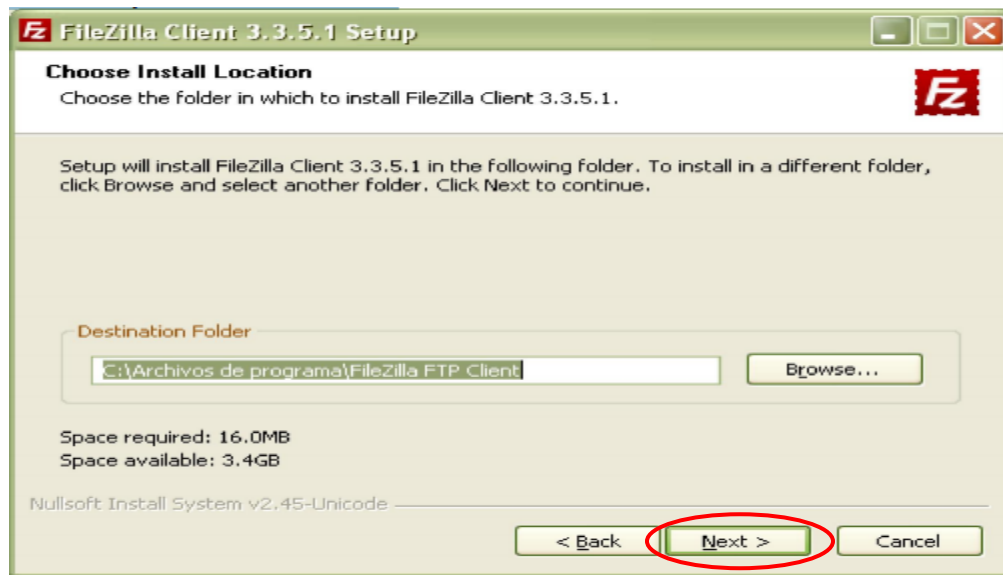 FileZilla Client 3.3.5.1 Setup
Choose Install Location
Choose the folder in which to install FileZilla Client 3.3.5.1.
Fz
Setup will install FileZilla Client 3.3.5.1 in the following folder. To install in a different folder,
click Browse and select another folder. Click Next to continue.
Destination Folder
C:\Archivos de programa\FileZilla FTP Client
Browse...
Space required: 16.0MB
Space available: 3.4GB
Nullsoft Install System v2.45-Unicode
< Back Next > Cancel